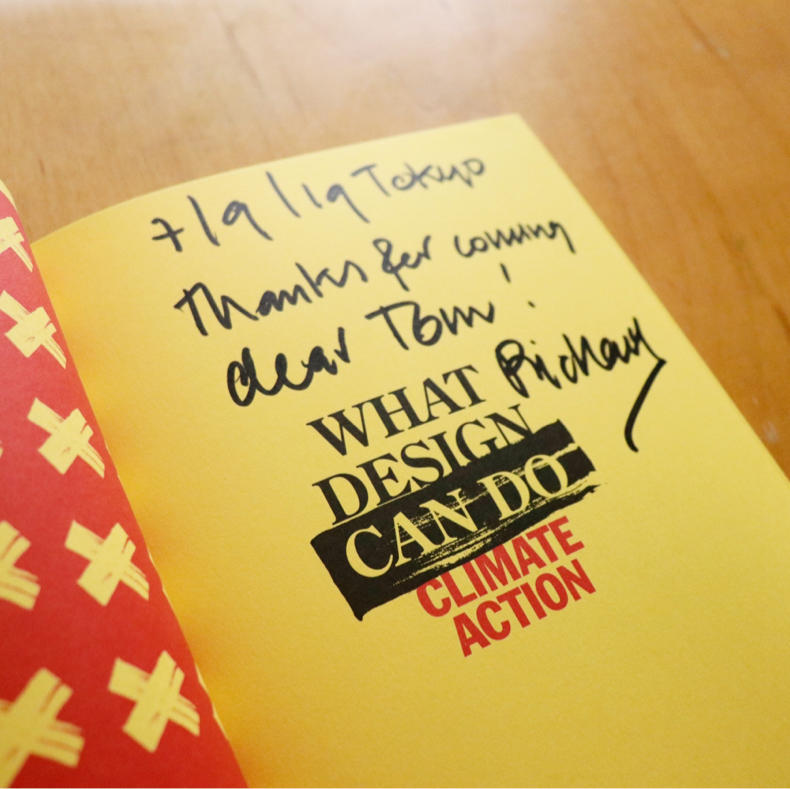 7/9/19 Tokyo
Thanks for coming
dear Tom!
Richard
WHAT
DESIGN
CAN DO
CLIMATE
ACTION